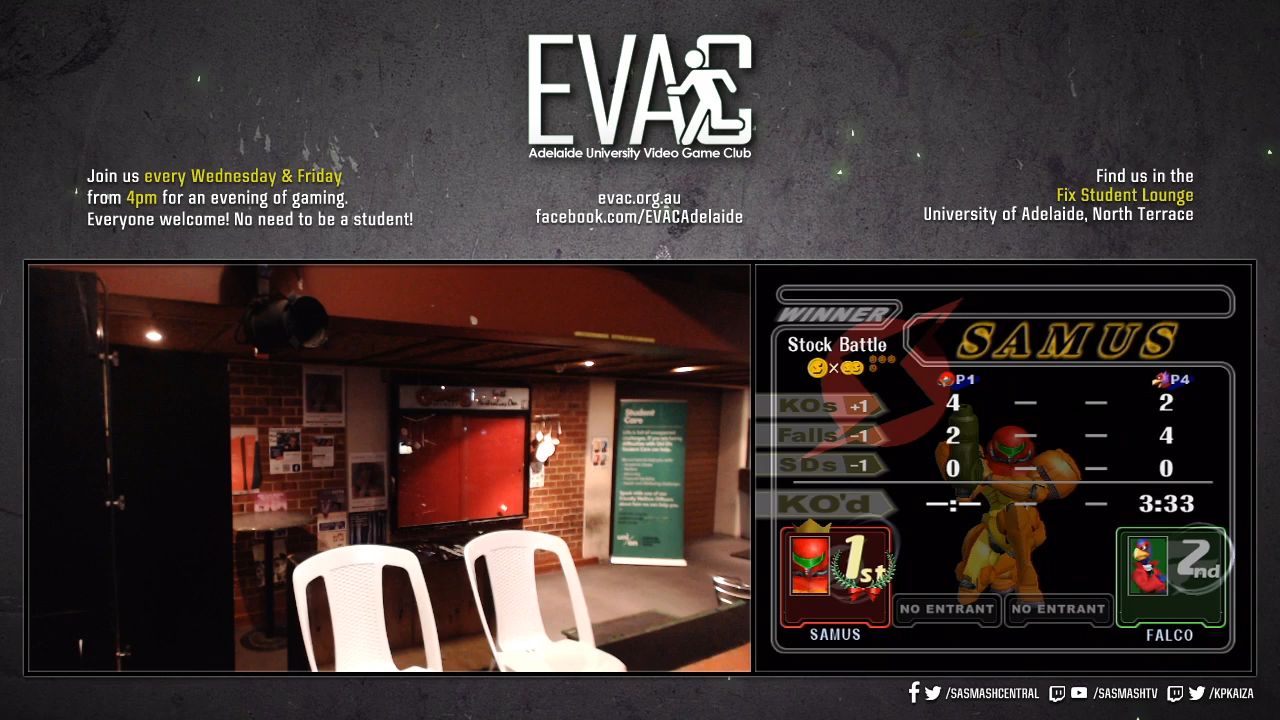 EVAC
Adelaide University Video Game Club
Join us every Wednesday & Friday
from 4pm for an evening of gaming.
Everyone welcome! No need to be a student!
evac.org.au
facebook.com/EVACAdelaide
Find us in the
Fix Student Lounge
University of Adelaide, North Terrace
Student
Care
WINNER
SAMUS
Stock Battle
×
P1
P4
KOs +1 4 — — 2
Falls -1 2 — — 4
SDs -1 0 — — 0
KO'd —:— — — 3:33
1st
2nd
NO ENTRANT
NO ENTRANT
SAMUS
FALCO
/SASMASHCENTRAL
/SASMASHTV
/KPKAIZA